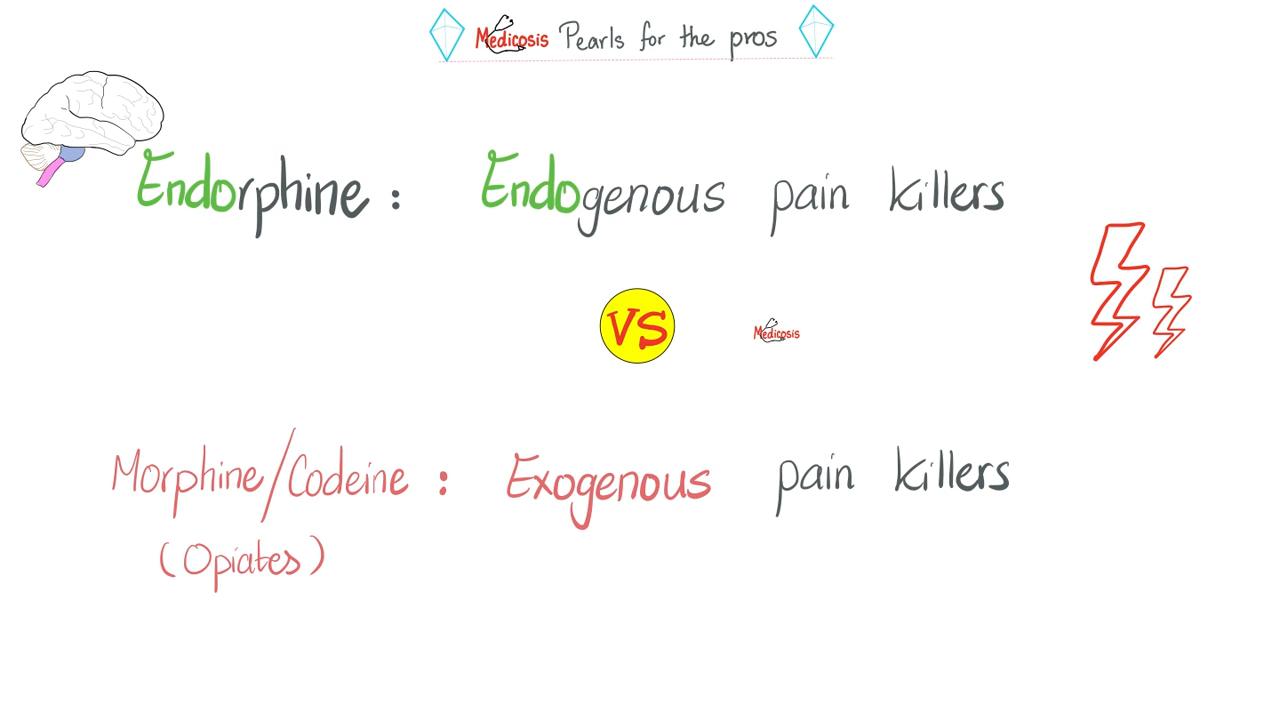 Medicosis Pearls for the pros
Endorphine : Endogenous pain killers
VS
Medicosis
Morphine/Codeine : Exogenous pain killers
(Opiates)